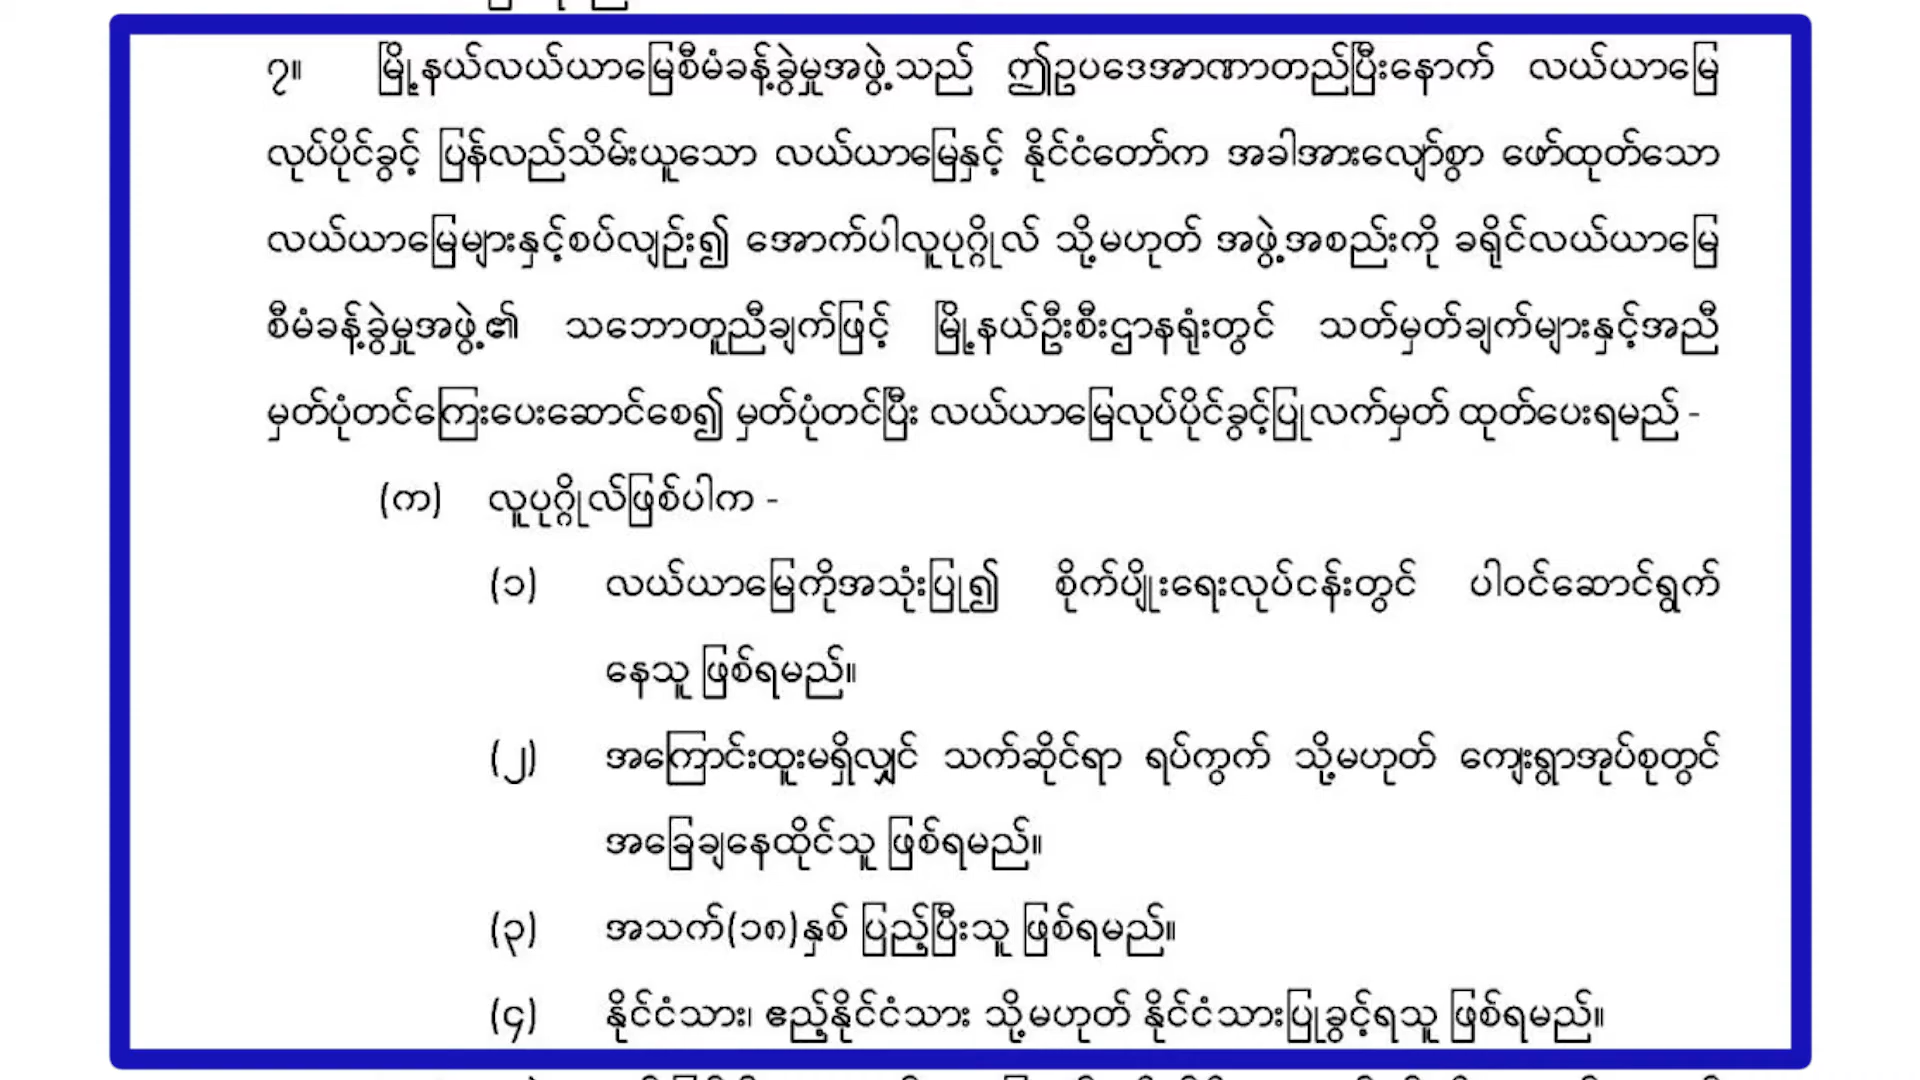 ၇။ မြို့နယ်လယ်ယာမြေစီမံခန့်ခွဲမှုအဖွဲ့သည် ဤဥပဒေအာဏာတည်ပြီးနောက် လယ်ယာမြေ
လုပ်ပိုင်ခွင့် ပြန်လည်သိမ်းယူသော လယ်ယာမြေနှင့် နိုင်ငံတော်က အခါအားလျော်စွာ ဖော်ထုတ်သော
လယ်ယာမြေများနှင့်စပ်လျဉ်း၍ အောက်ပါလူပုဂ္ဂိုလ် သို့မဟုတ် အဖွဲ့အစည်းကို ခရိုင်လယ်ယာမြေ
စီမံခန့်ခွဲမှုအဖွဲ့၏ သဘောတူညီချက်ဖြင့် မြို့နယ်ဦးစီးဌာနရုံးတွင် သတ်မှတ်ချက်များနှင့်အညီ
မှတ်ပုံတင်ကြေးပေးဆောင်စေ၍ မှတ်ပုံတင်ပြီး လယ်ယာမြေလုပ်ပိုင်ခွင့်ပြုလက်မှတ် ထုတ်ပေးရမည် -
(က) လူပုဂ္ဂိုလ်ဖြစ်ပါက -
(၁) လယ်ယာမြေကိုအသုံးပြု၍ စိုက်ပျိုးရေးလုပ်ငန်းတွင် ပါဝင်ဆောင်ရွက်
နေသူ ဖြစ်ရမည်။
(၂) အကြောင်းထူးမရှိလျှင် သက်ဆိုင်ရာ ရပ်ကွက် သို့မဟုတ် ကျေးရွာအုပ်စုတွင်
အခြေချနေထိုင်သူ ဖြစ်ရမည်။
(၃) အသက်(၁၈)နှစ် ပြည့်ပြီးသူ ဖြစ်ရမည်။
(၄) နိုင်ငံသား၊ ဧည့်နိုင်ငံသား သို့မဟုတ် နိုင်ငံသားပြုခွင့်ရသူ ဖြစ်ရမည်။